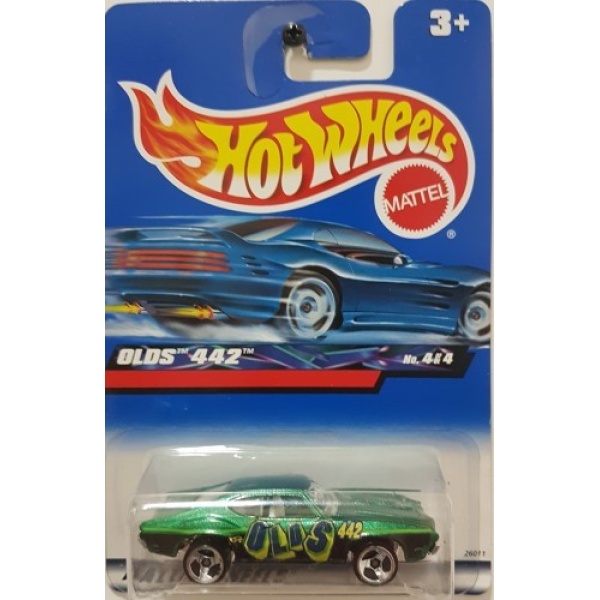 3+
Hot Wheels
MATTEL
®
OLDS™ 442™
No. 4 of 4
OLDS 442
26011